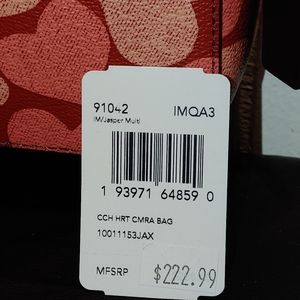 91042 IMQA3
IM/Jasper Multi
1 93971 64859 0
CCH HRT CMRA BAG
10011153JAX
MFSRP $222.99